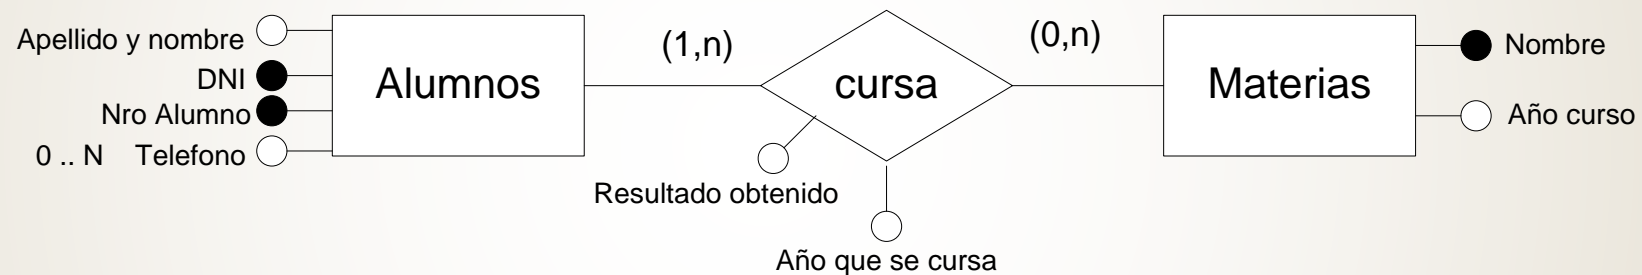 Apellido y nombre
DNI
Nro Alumno
0 .. N Telefono
Alumnos
(1,n)
cursa
(0,n)
Resultado obtenido
Año que se cursa
Materias
Nombre
Año curso